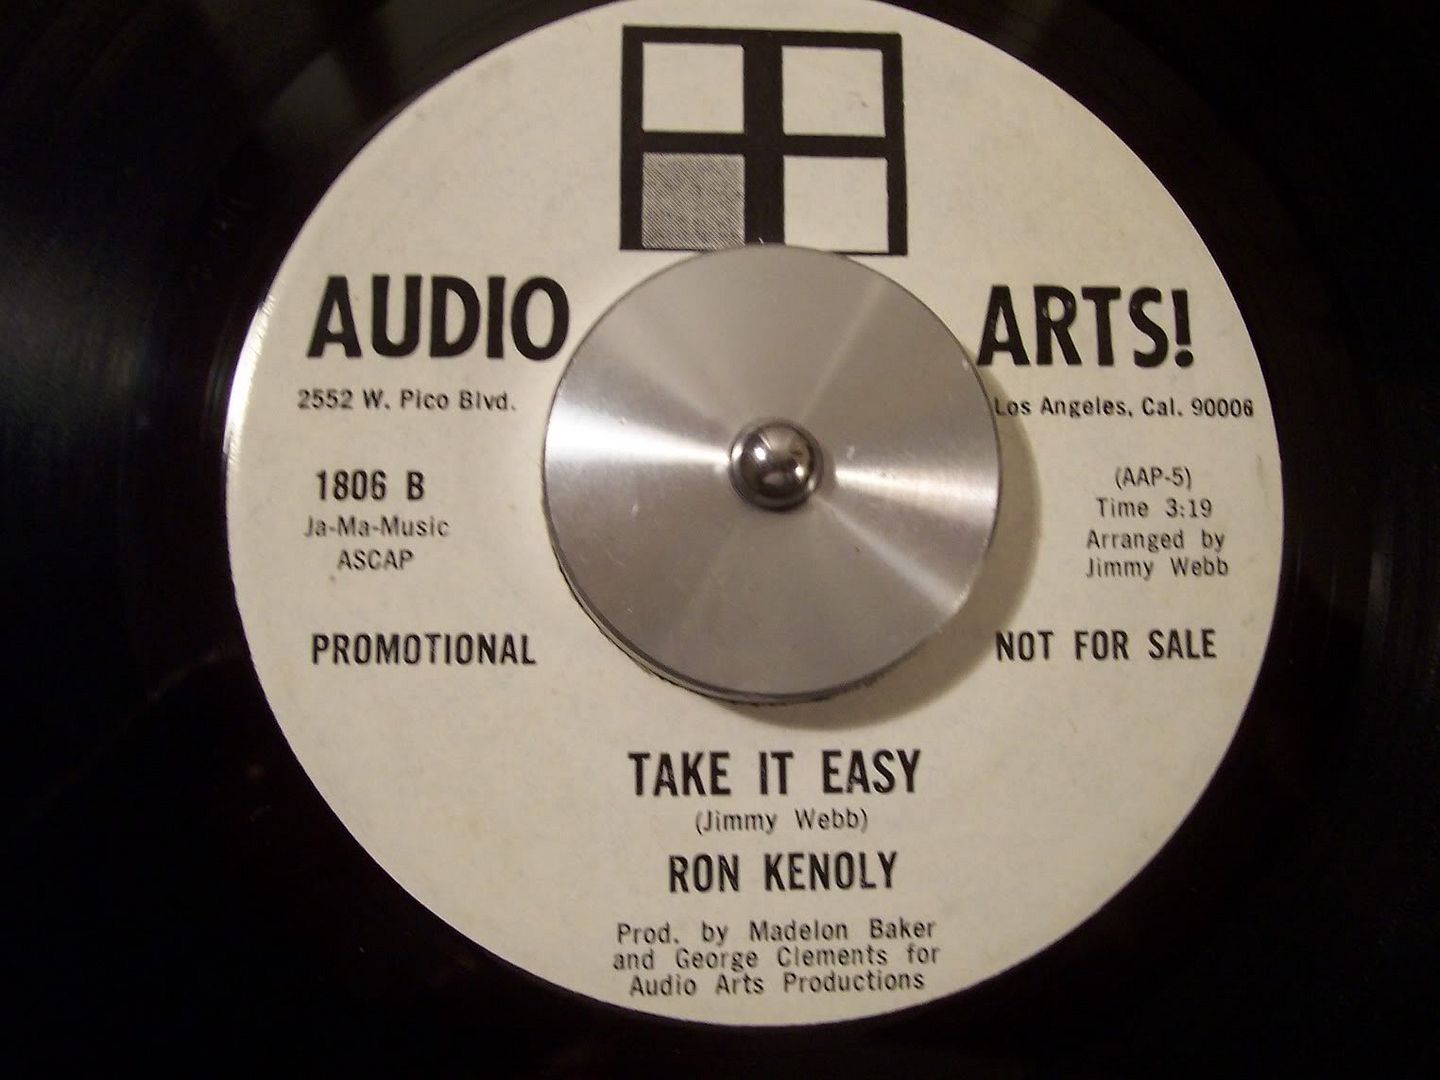 AUDIO ARTS!
2552 W. Pico Blvd. Los Angeles, Cal. 90006
1806 B
Ja-Ma-Music
ASCAP
(AAP-5)
Time 3:19
Arranged by
Jimmy Webb
PROMOTIONAL NOT FOR SALE
TAKE IT EASY
(Jimmy Webb)
RON KENOLY
Prod. by Madelon Baker
and George Clements for
Audio Arts Productions